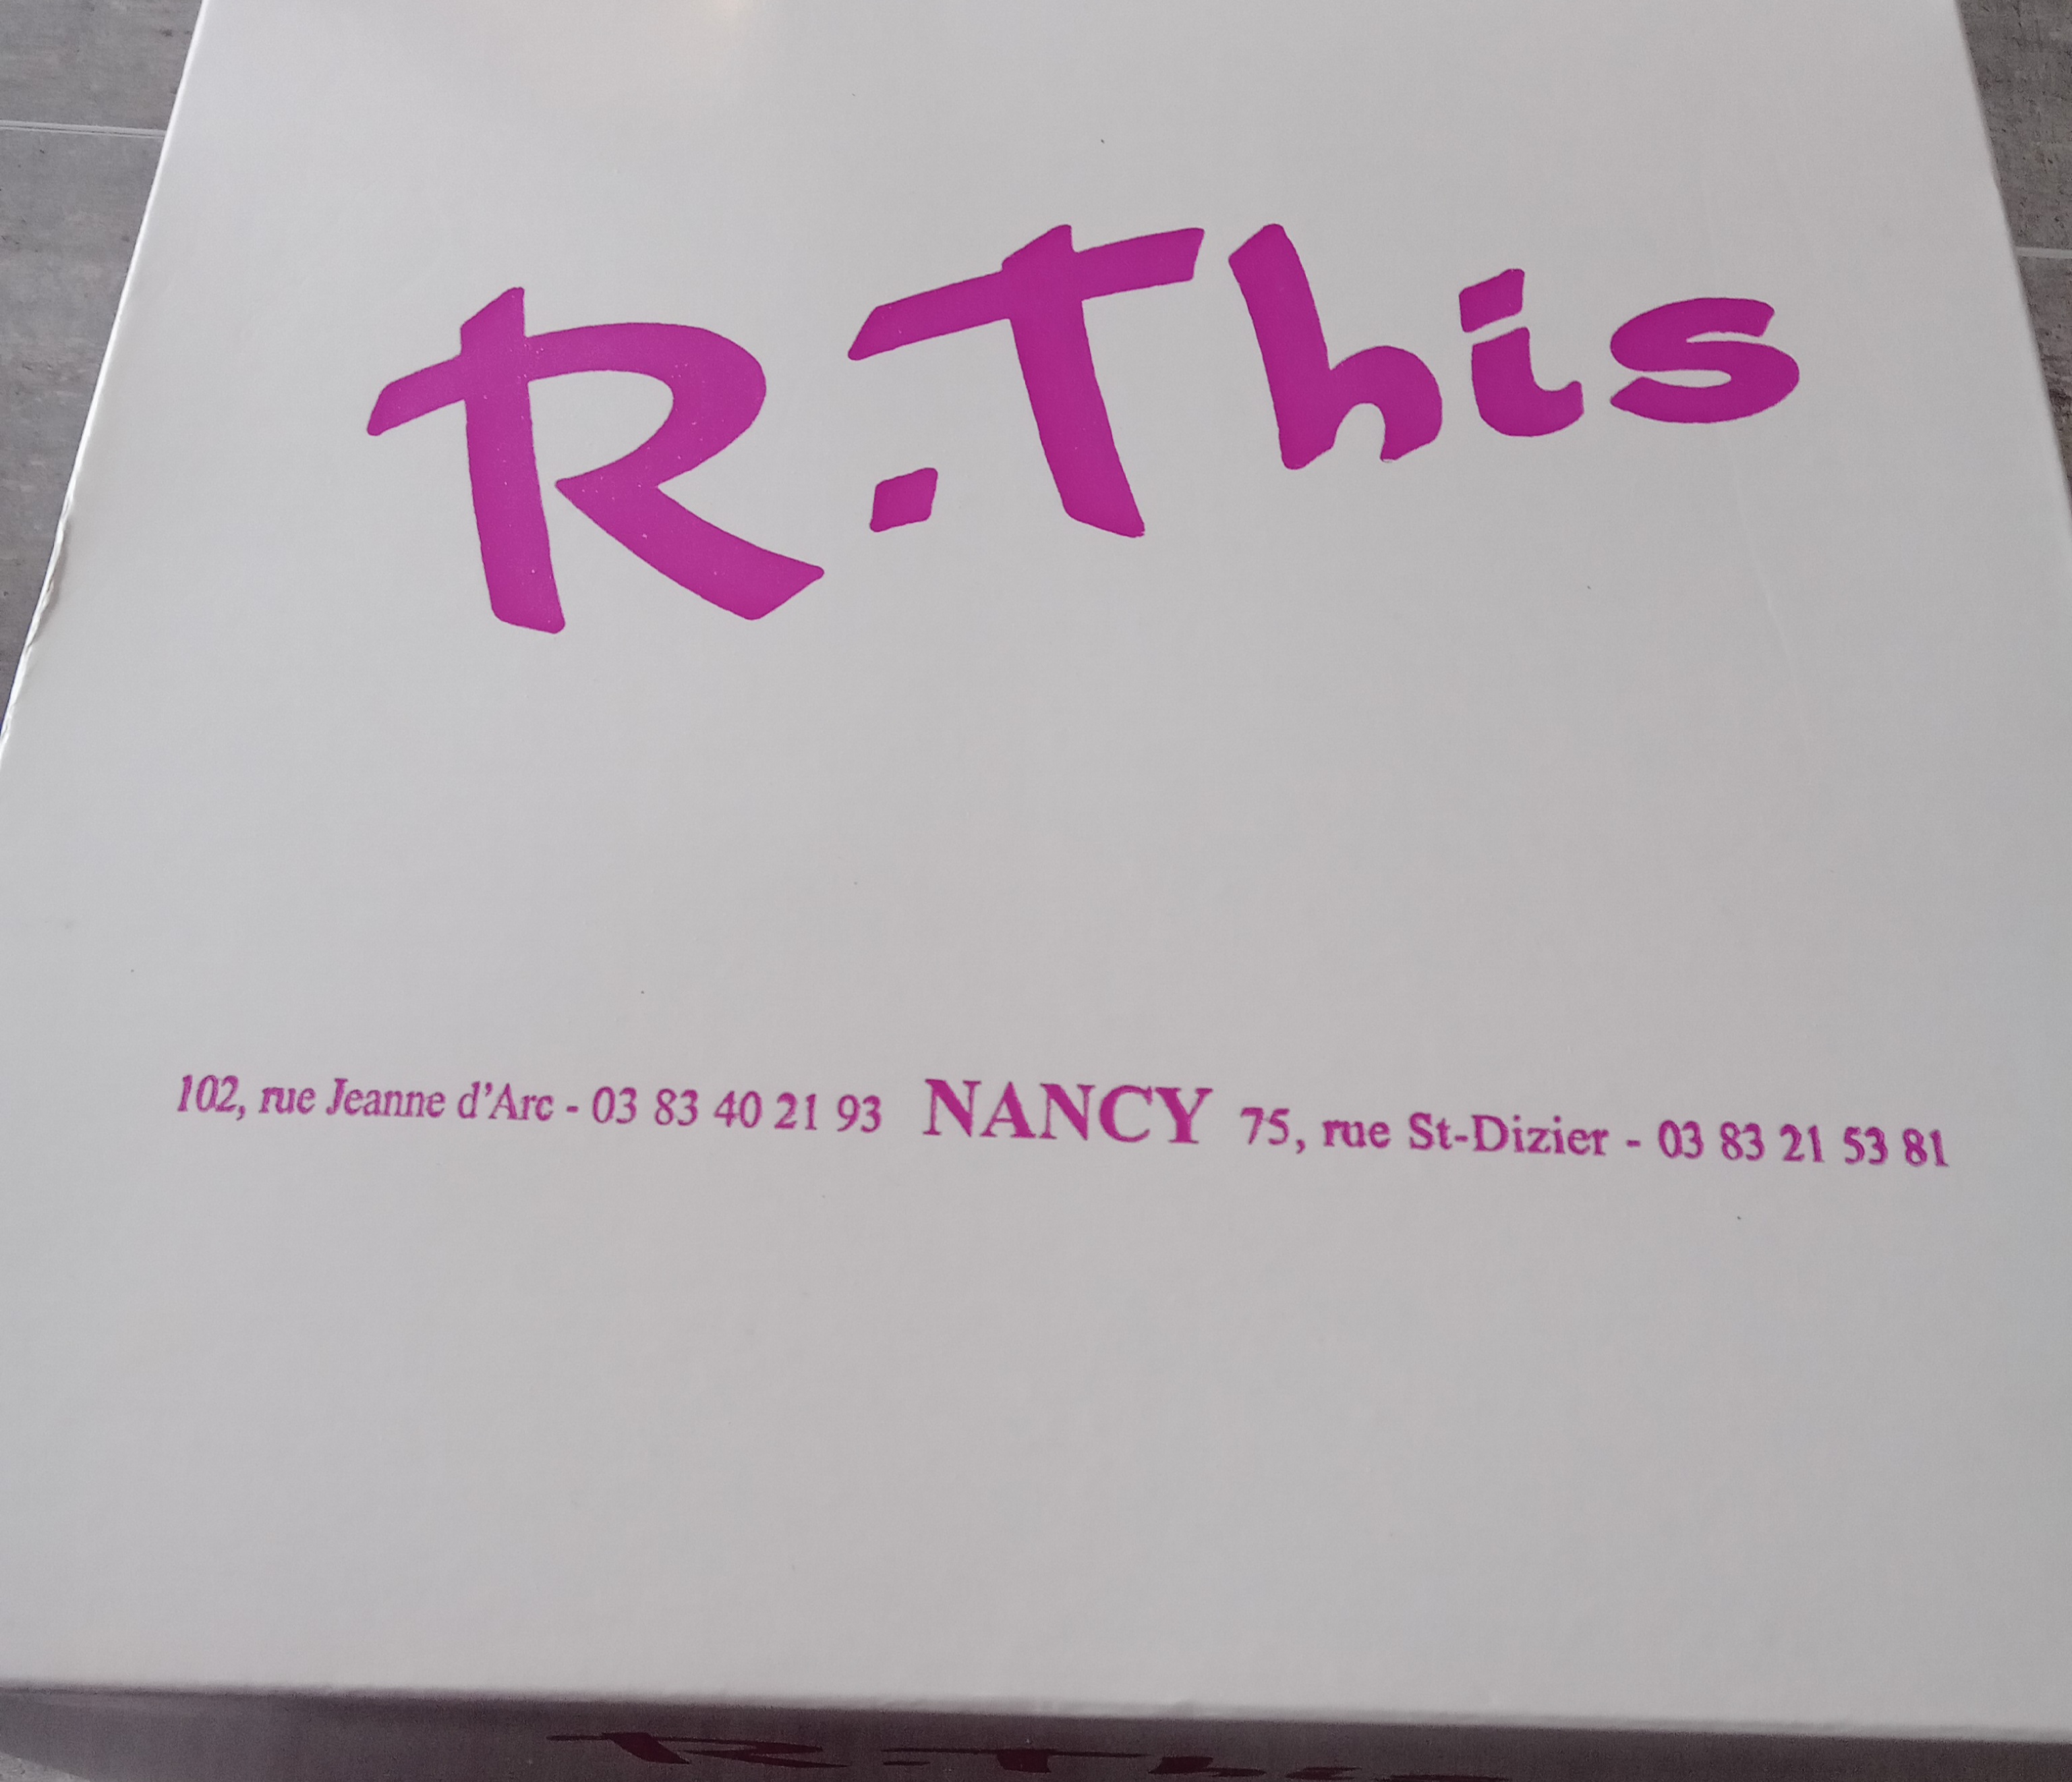 R.This
102, rue Jeanne d'Arc - 03 83 40 21 93 NANCY 75, rue St-Dizier - 03 83 21 53 81
R.This